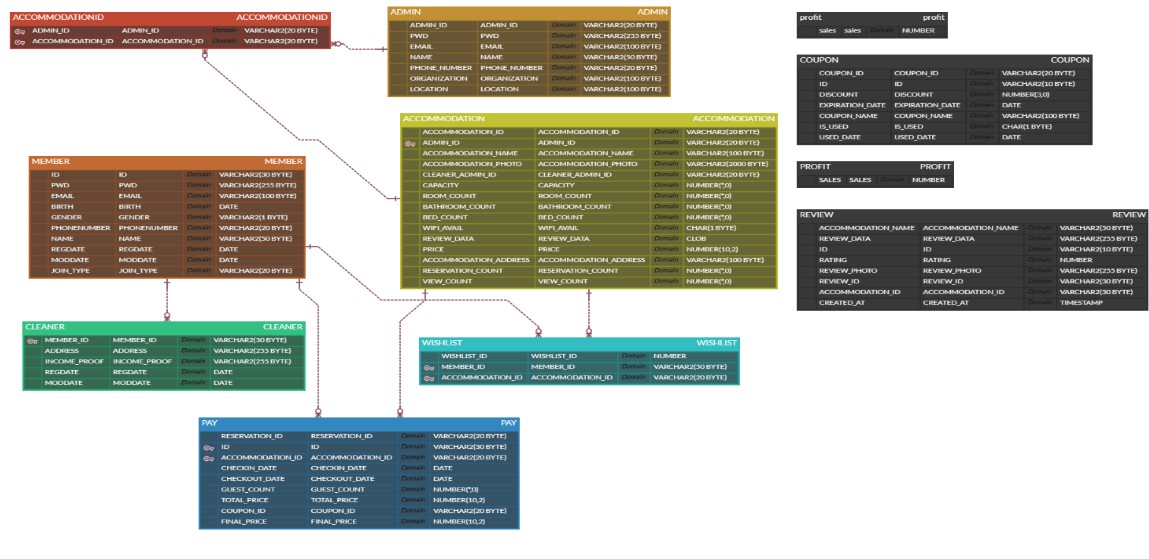 ACCOMMODATIONID ACCOMMODATIONID
ADMIN_ID ADMIN_ID Domain VARCHAR2(20 BYTE)
ACCOMMODATION_ID ACCOMMODATION_ID Domain VARCHAR2(20 BYTE)
ADMIN ADMIN
ADMIN_ID ADMIN_ID Domain VARCHAR2(20 BYTE)
PWD PWD Domain VARCHAR2(255 BYTE)
EMAIL EMAIL Domain VARCHAR2(100 BYTE)
NAME NAME Domain VARCHAR2(50 BYTE)
PHONE_NUMBER PHONE_NUMBER Domain VARCHAR2(20 BYTE)
ORGANIZATION ORGANIZATION Domain VARCHAR2(100 BYTE)
LOCATION LOCATION Domain VARCHAR2(100 BYTE)
profit profit
sales sales Domain NUMBER
COUPON COUPON
COUPON_ID COUPON_ID Domain VARCHAR2(20 BYTE)
ID ID Domain VARCHAR2(10 BYTE)
DISCOUNT DISCOUNT Domain NUMBER(3,0)
EXPIRATION_DATE EXPIRATION_DATE Domain DATE
COUPON_NAME COUPON_NAME Domain VARCHAR2(100 BYTE)
IS_USED IS_USED Domain CHAR(1 BYTE)
USED_DATE USED_DATE Domain DATE
ACCOMMODATION ACCOMMODATION
ACCOMMODATION_ID ACCOMMODATION_ID Domain VARCHAR2(20 BYTE)
ADMIN_ID ADMIN_ID Domain VARCHAR2(20 BYTE)
ACCOMMODATION_NAME ACCOMMODATION_NAME Domain VARCHAR2(100 BYTE)
ACCOMMODATION_PHOTO ACCOMMODATION_PHOTO Domain VARCHAR2(2000 BYTE)
CLEANER_ADMIN_ID CLEANER_ADMIN_ID Domain VARCHAR2(20 BYTE)
CAPACITY CAPACITY Domain NUMBER(*,0)
ROOM_COUNT ROOM_COUNT Domain NUMBER(*,0)
BATHROOM_COUNT BATHROOM_COUNT Domain NUMBER(*,0)
BED_COUNT BED_COUNT Domain NUMBER(*,0)
WIFI_AVAIL WIFI_AVAIL Domain CHAR(1 BYTE)
REVIEW_DATA REVIEW_DATA Domain CLOB
PRICE PRICE Domain NUMBER(10,2)
ACCOMMODATION_ADDRESS ACCOMMODATION_ADDRESS Domain VARCHAR2(100 BYTE)
RESERVATION_COUNT RESERVATION_COUNT Domain NUMBER(*,0)
VIEW_COUNT VIEW_COUNT Domain NUMBER(*,0)
MEMBER MEMBER
ID ID Domain VARCHAR2(30 BYTE)
PWD PWD Domain VARCHAR2(255 BYTE)
EMAIL EMAIL Domain VARCHAR2(100 BYTE)
BIRTH BIRTH Domain DATE
GENDER GENDER Domain VARCHAR2(1 BYTE)
PHONENUMBER PHONENUMBER Domain VARCHAR2(20 BYTE)
NAME NAME Domain VARCHAR2(50 BYTE)
REGDATE REGDATE Domain DATE
MODDATE MODDATE Domain DATE
JOIN_TYPE JOIN_TYPE Domain VARCHAR2(20 BYTE)
PROFIT PROFIT
SALES SALES Domain NUMBER
REVIEW REVIEW
ACCOMMODATION_NAME ACCOMMODATION_NAME Domain VARCHAR2(50 BYTE)
REVIEW_DATA REVIEW_DATA Domain VARCHAR2(255 BYTE)
ID ID Domain VARCHAR2(10 BYTE)
RATING RATING Domain NUMBER
REVIEW_PHOTO REVIEW_PHOTO Domain VARCHAR2(255 BYTE)
REVIEW_ID REVIEW_ID Domain VARCHAR2(30 BYTE)
ACCOMMODATION_ID ACCOMMODATION_ID Domain VARCHAR2(30 BYTE)
CREATED_AT CREATED_AT Domain TIMESTAMP
CLEANER CLEANER
MEMBER_ID MEMBER_ID Domain VARCHAR2(30 BYTE)
ADDRESS ADDRESS Domain VARCHAR2(255 BYTE)
INCOME_PROOF INCOME_PROOF Domain VARCHAR2(255 BYTE)
REGDATE REGDATE Domain DATE
MODDATE MODDATE Domain DATE
WISHLIST WISHLIST
WISHLIST_ID WISHLIST_ID Domain NUMBER
MEMBER_ID MEMBER_ID Domain VARCHAR2(30 BYTE)
ACCOMMODATION_ID ACCOMMODATION_ID Domain VARCHAR2(20 BYTE)
PAY PAY
RESERVATION_ID RESERVATION_ID Domain VARCHAR2(20 BYTE)
ID ID Domain VARCHAR2(30 BYTE)
ACCOMMODATION_ID ACCOMMODATION_ID Domain VARCHAR2(20 BYTE)
CHECKIN_DATE CHECKIN_DATE Domain DATE
CHECKOUT_DATE CHECKOUT_DATE Domain DATE
GUEST_COUNT GUEST_COUNT Domain NUMBER(*,0)
TOTAL_PRICE TOTAL_PRICE Domain NUMBER(10,2)
COUPON_ID COUPON_ID Domain VARCHAR2(20 BYTE)
FINAL_PRICE FINAL_PRICE Domain NUMBER(10,2)